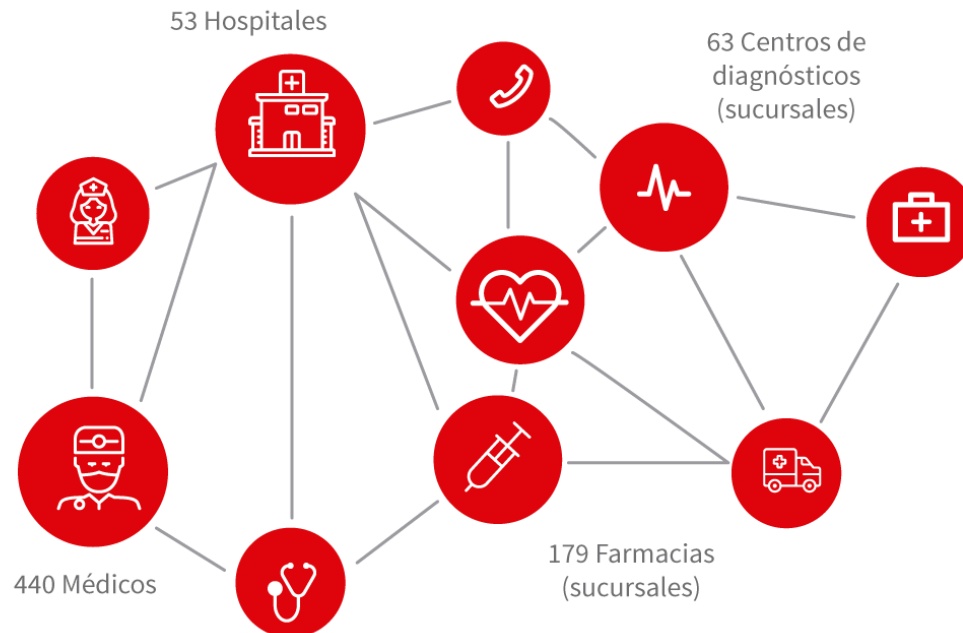 53 Hospitales
63 Centros de
diagnósticos
(sucursales)
440 Médicos
179 Farmacias
(sucursales)